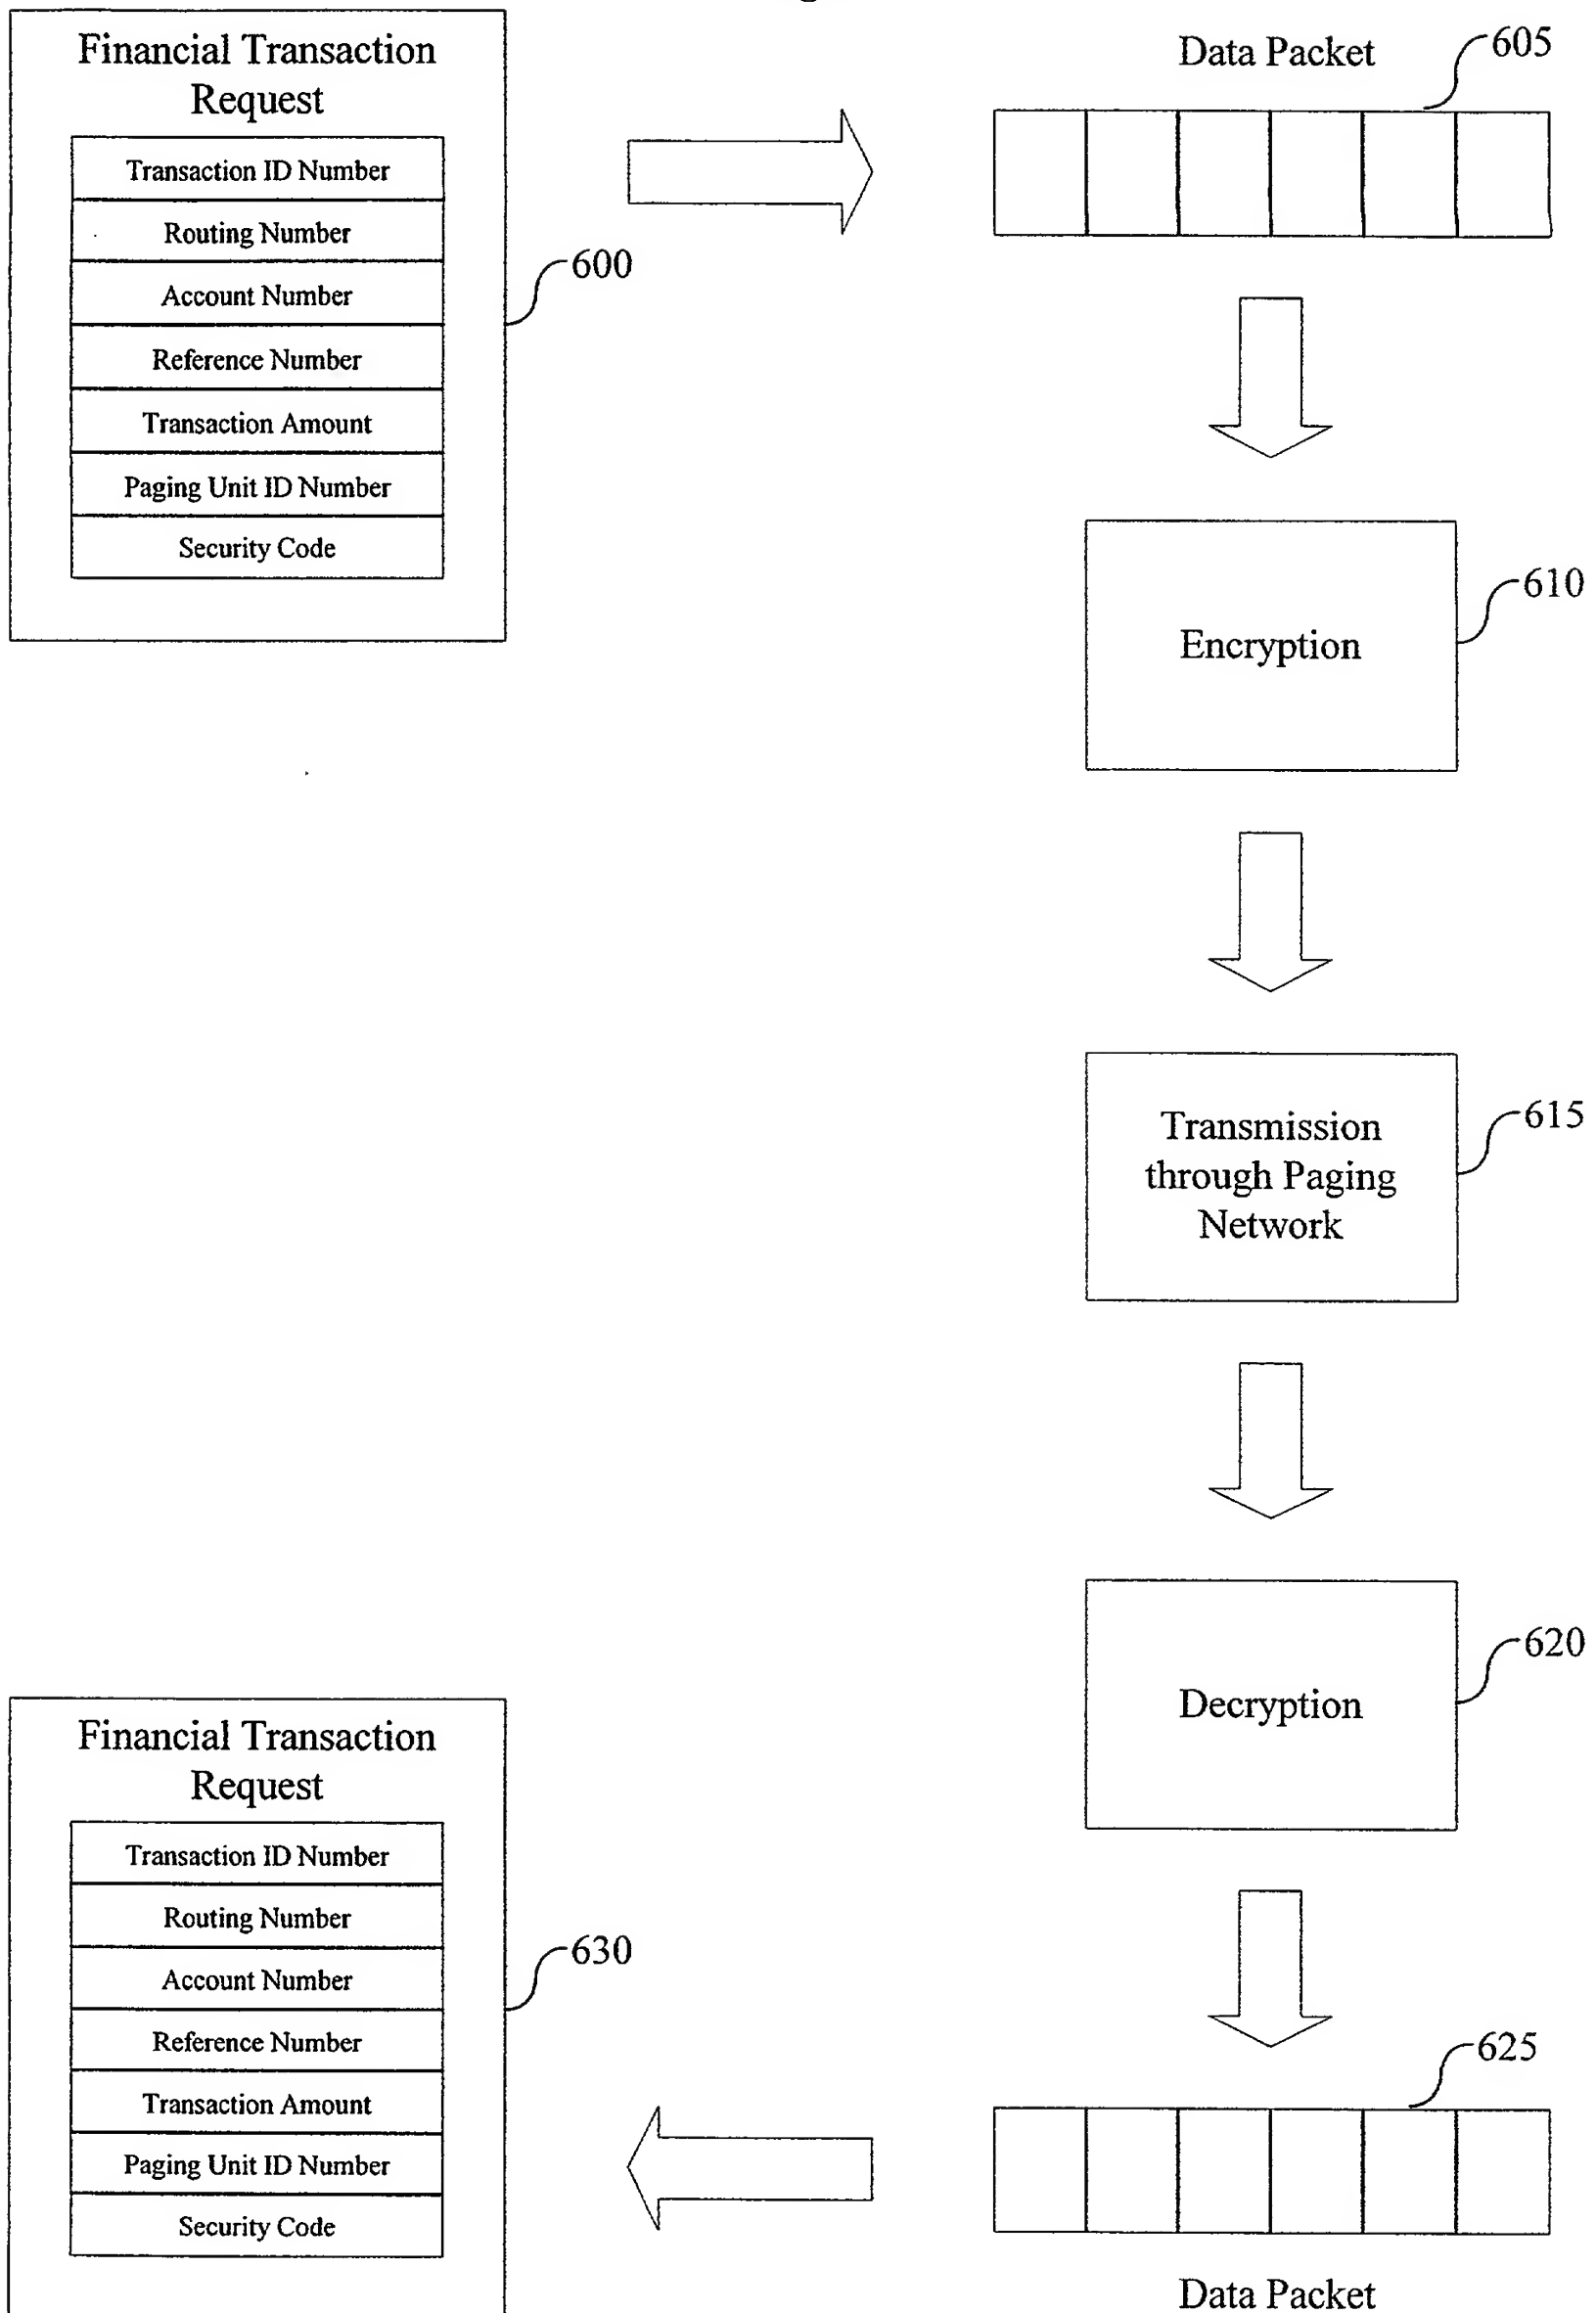 Financial Transaction
Request
Transaction ID Number
Routing Number
Account Number
Reference Number
Transaction Amount
Paging Unit ID Number
Security Code
600
Data Packet
605
Encryption
610
Transmission
through Paging
Network
615
Decryption
620
625
Data Packet
Financial Transaction
Request
Transaction ID Number
Routing Number
Account Number
Reference Number
Transaction Amount
Paging Unit ID Number
Security Code
630